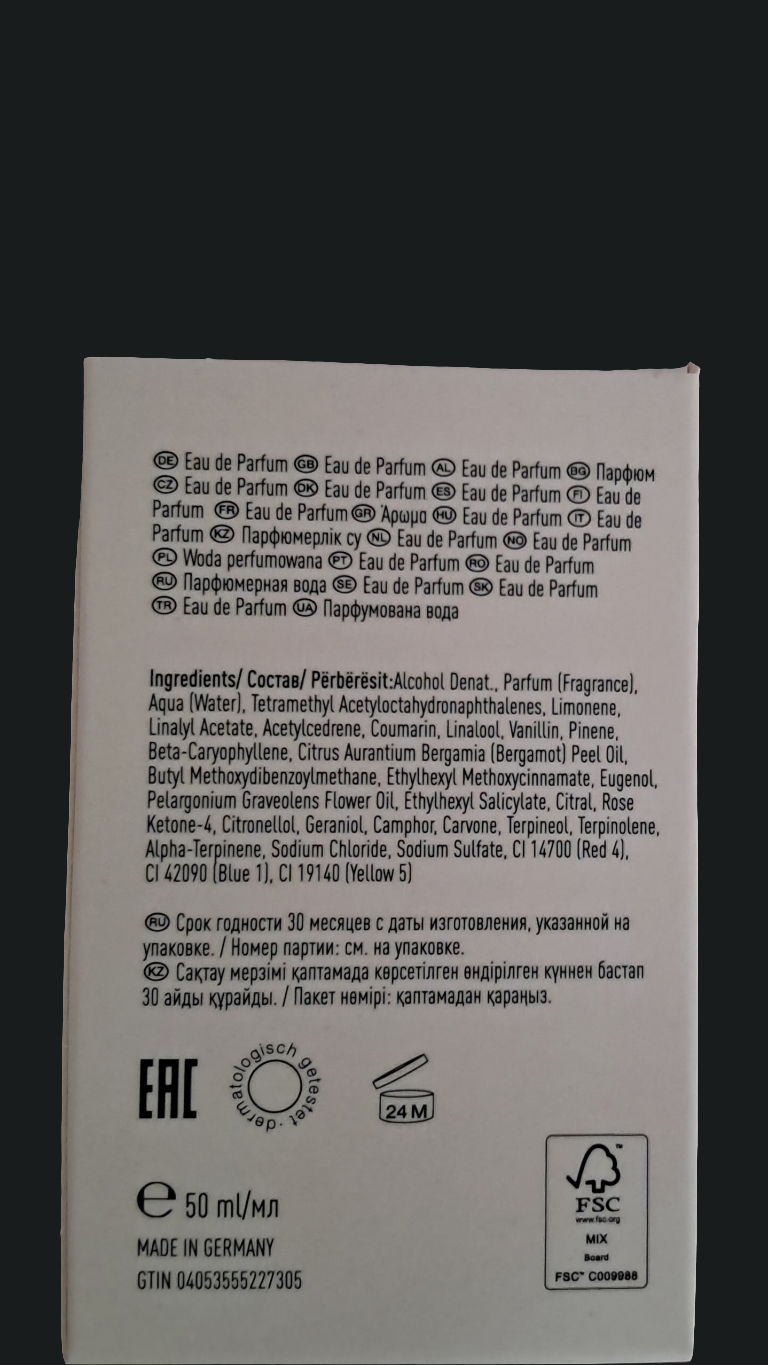 DE Eau de Parfum GB Eau de Parfum AL Eau de Parfum BG Парфюм
CZ Eau de Parfum DK Eau de Parfum ES Eau de Parfum FI Eau de
Parfum FR Eau de Parfum GR Άρωμα HU Eau de Parfum IT Eau de
Parfum KZ Парфюмерлік су NL Eau de Parfum NO Eau de Parfum
PL Woda perfumowana PT Eau de Parfum RO Eau de Parfum
RU Парфюмерная вода SE Eau de Parfum SK Eau de Parfum
TR Eau de Parfum UA Парфумована вода
Ingredients/ Состав/ Përbërësit:Alcohol Denat., Parfum (Fragrance),
Aqua (Water), Tetramethyl Acetyloctahydronaphthalenes, Limonene,
Linalyl Acetate, Acetylcedrene, Coumarin, Linalool, Vanillin, Pinene,
Beta-Caryophyllene, Citrus Aurantium Bergamia (Bergamot) Peel Oil,
Butyl Methoxydibenzoylmethane, Ethylhexyl Methoxycinnamate, Eugenol,
Pelargonium Graveolens Flower Oil, Ethylhexyl Salicylate, Citral, Rose
Ketone-4, Citronellol, Geraniol, Camphor, Carvone, Terpineol, Terpinolene,
Alpha-Terpinene, Sodium Chloride, Sodium Sulfate, CI 14700 (Red 4),
CI 42090 (Blue 1), CI 19140 (Yellow 5)
RU Срок годности 30 месяцев с даты изготовления, указанной на
упаковке. / Номер партии: см. на упаковке.
KZ Сақтау мерзімі қаптамада көрсетілген өндірілген күннен бастап
30 айды құрайды. / Пакет нөмірі: қаптамадан қараңыз.
EAC
dermatologisch getestet ·
24 M
℮ 50 ml/мл
MADE IN GERMANY
GTIN 04053555227305
FSC
www.fsc.org
MIX
Board
FSC™ C009988